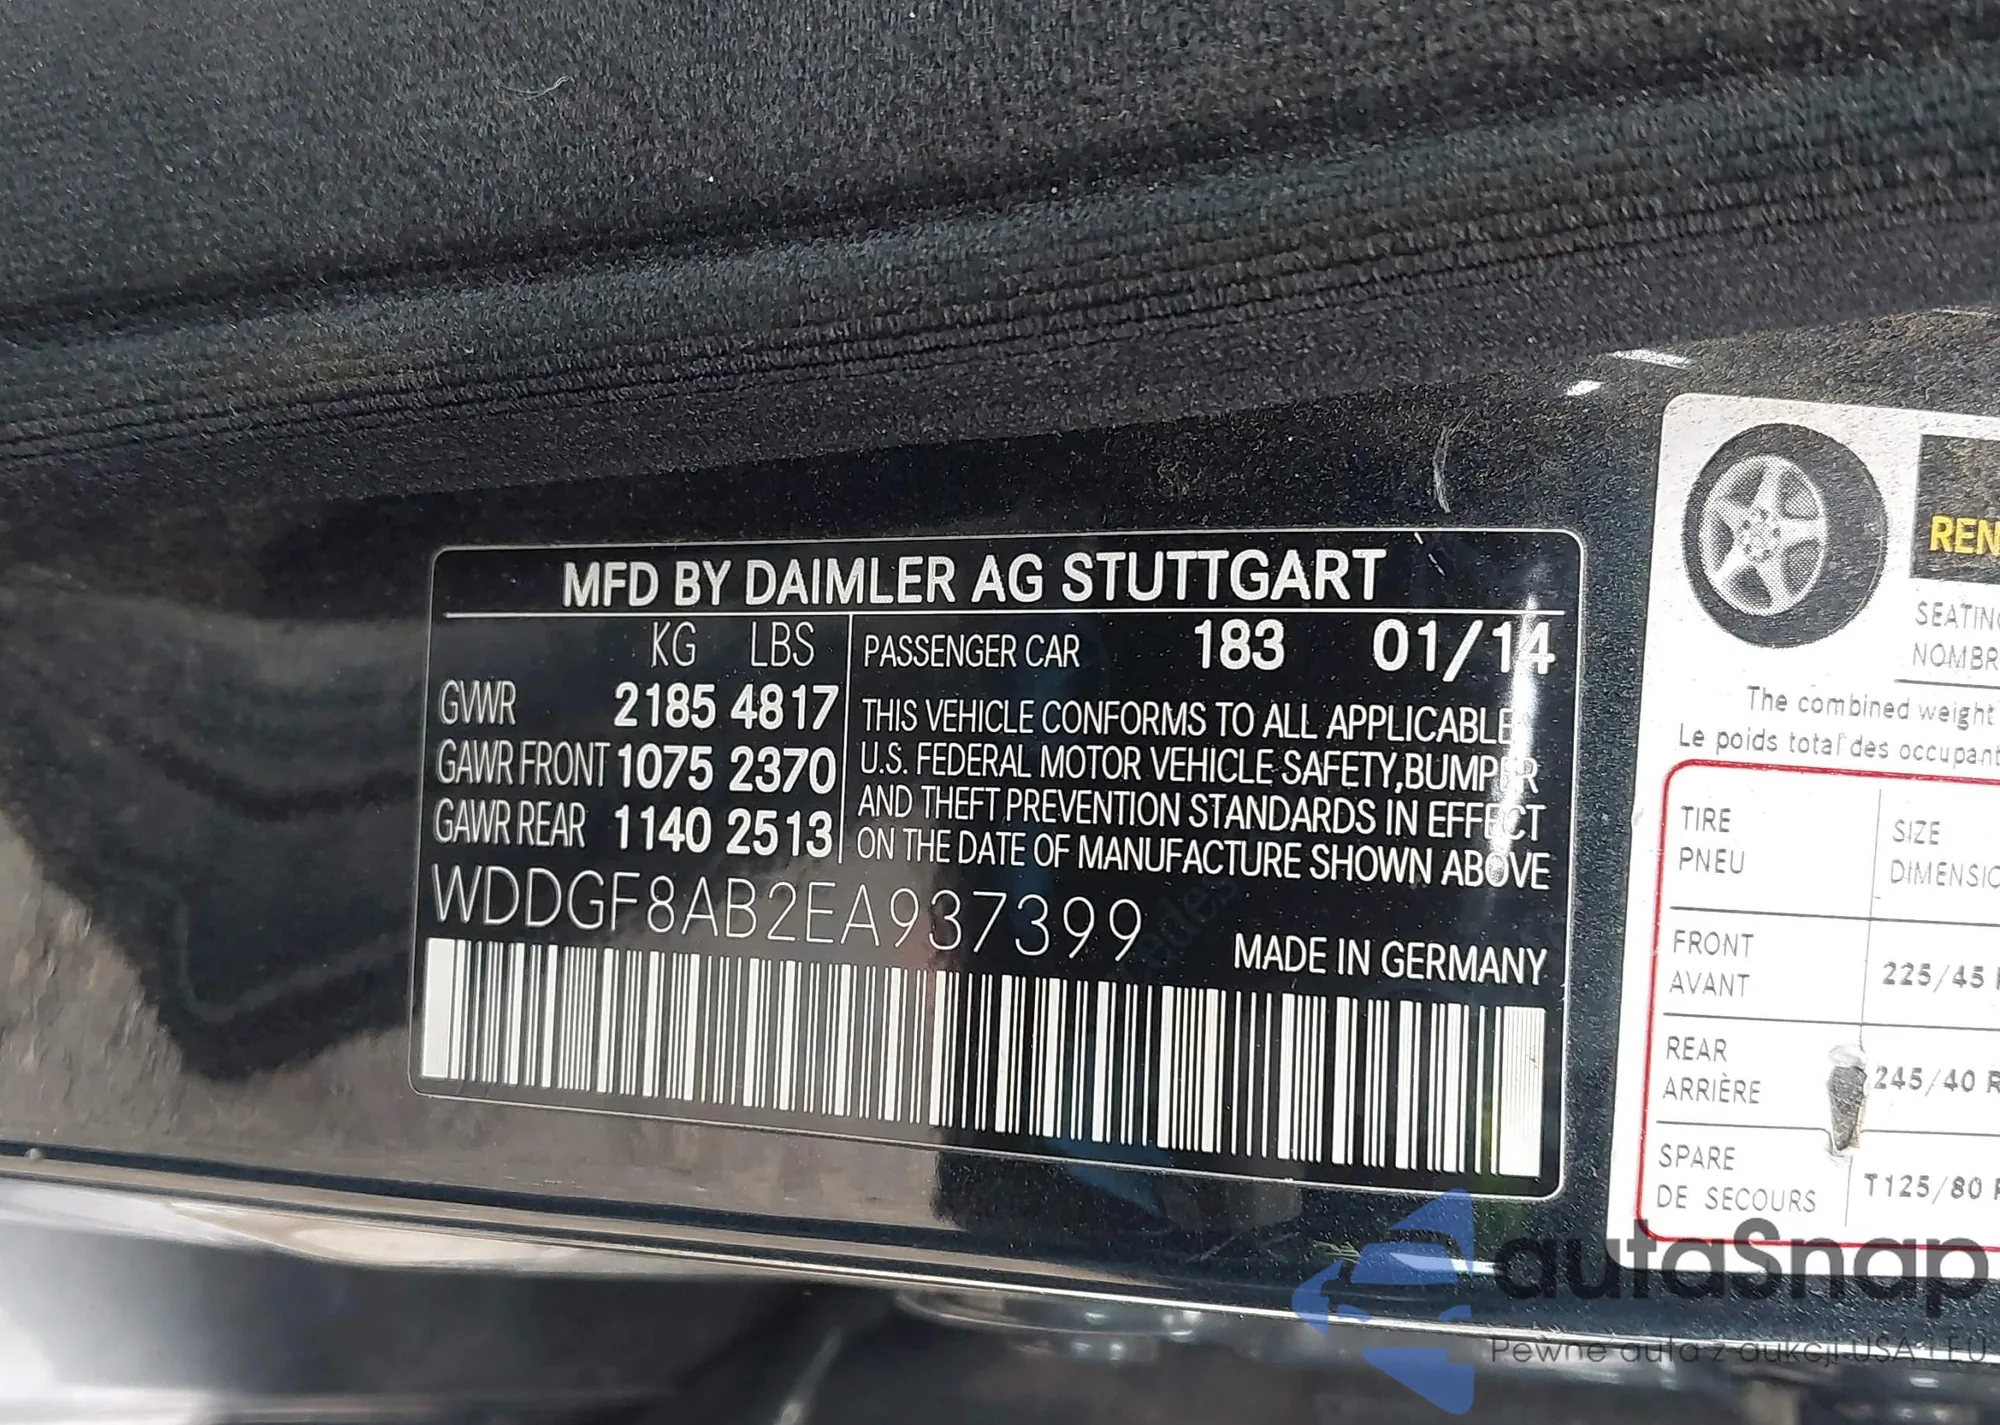 MFD BY DAIMLER AG STUTTGART
KG LBS
GVWR 2185 4817
GAWR FRONT 1075 2370
GAWR REAR 1140 2513
PASSENGER CAR 183 01/14
THIS VEHICLE CONFORMS TO ALL APPLICABLE
U.S. FEDERAL MOTOR VEHICLE SAFETY, BUMPER
AND THEFT PREVENTION STANDARDS IN EFFECT
ON THE DATE OF MANUFACTURE SHOWN ABOVE
WDDGF8AB2EA937399
MADE IN GERMANY
REN
SEATING
NOMBR
The combined weight
Le poids total des occupant
TIRE
PNEU
SIZE
DIMENSIO
FRONT
AVANT
225/45
REAR
ARRIÈRE
245/40 R
SPARE
DE SECOURS
T125/80
autaSnap
Pewne auta z aukcji USA i EU